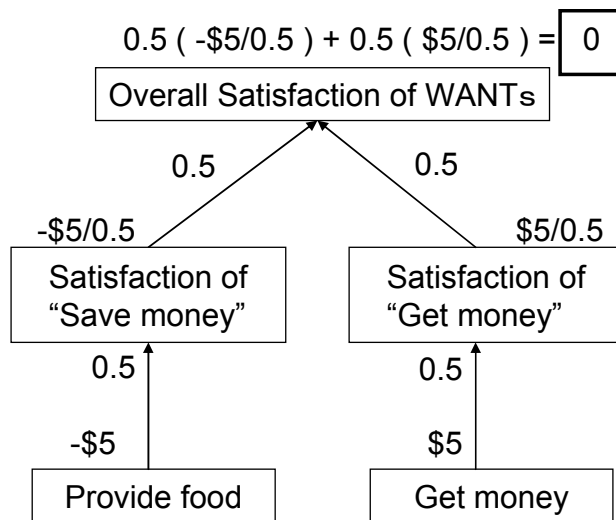 0.5 ( -$5/0.5 ) + 0.5 ( $5/0.5 ) = 0
Overall Satisfaction of WANTs
0.5 0.5
-$5/0.5 $5/0.5
Satisfaction of
“Save money”
Satisfaction of
“Get money”
0.5 0.5
-$5 $5
Provide food
Get money